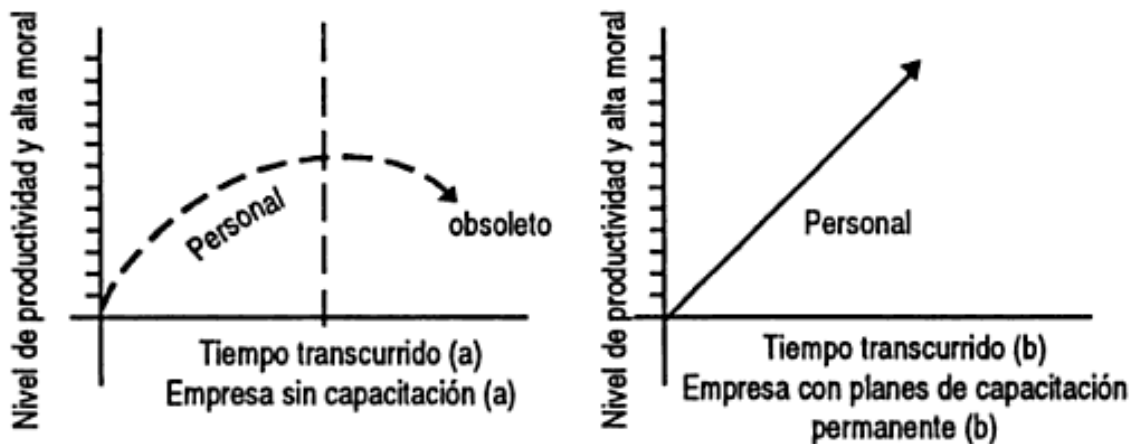 Nivel de productividad y alta moral
Personal
obsoleto
Tiempo transcurrido (a)
Empresa sin capacitación (a)
Nivel de productividad y alta moral
Personal
Tiempo transcurrido (b)
Empresa con planes de capacitación
permanente (b)